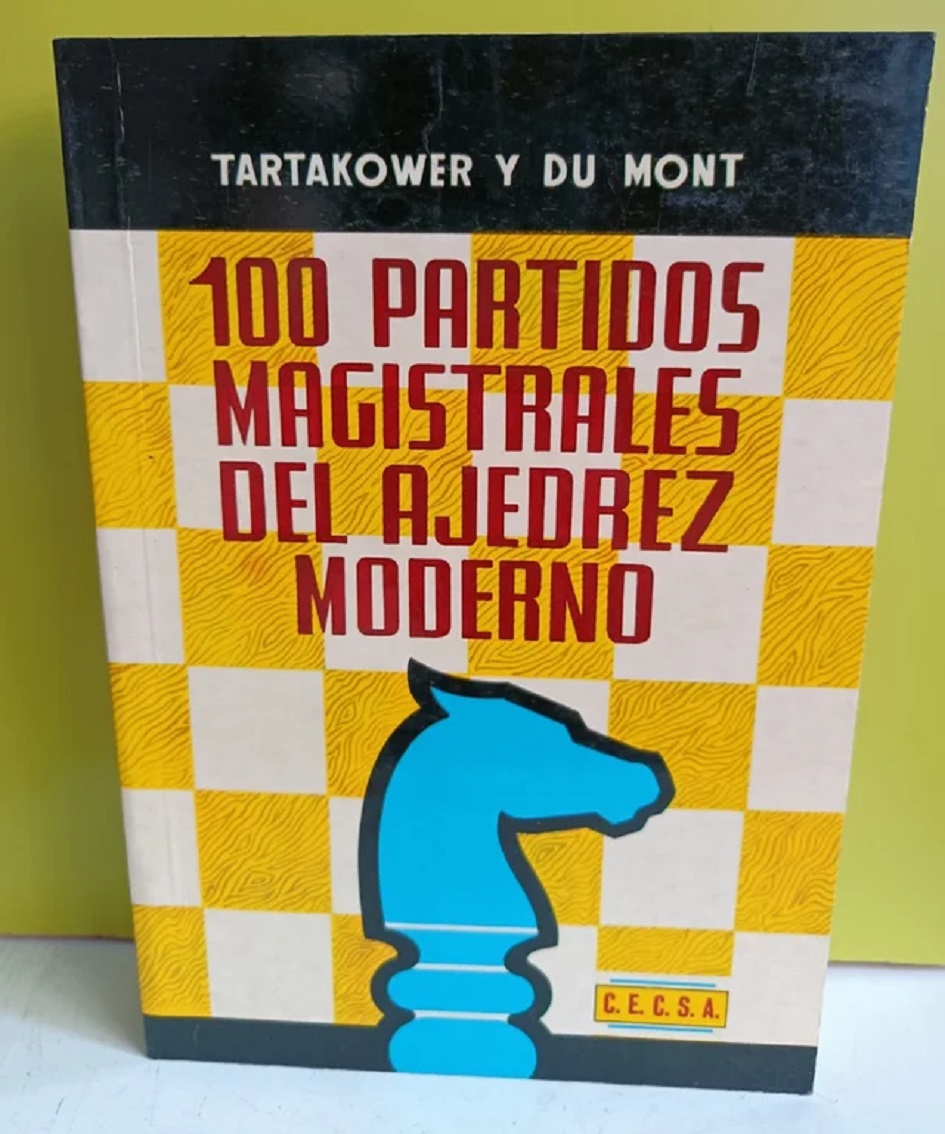 TARTAKOWER Y DU MONT
100 PARTIDOS
MAGISTRALES
DEL AJEDREZ
MODERNO
C. E. C. S. A.